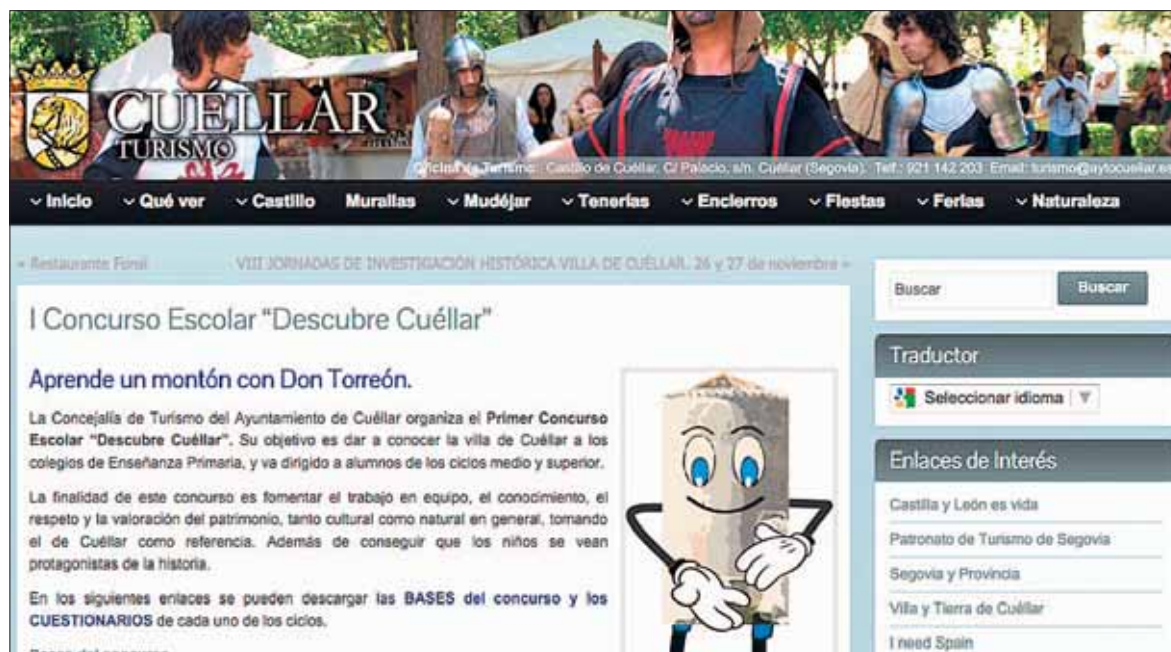 CUÉLLAR
TURISMO
Oficina de Turismo: Castillo de Cuéllar. C/ Palacio, s/n. Cuéllar (Segovia). Telf.: 921 142 203 Email: turismo@aytocuellar.es
Inicio Qué ver Castillo Murallas Mudéjar Tenerías Encierros Fiestas Ferias Naturaleza
« Restaurante Fonsi VIII JORNADAS DE INVESTIGACIÓN HISTÓRICA VILLA DE CUÉLLAR. 26 y 27 de noviembre »
I Concurso Escolar “Descubre Cuéllar”
Aprende un montón con Don Torreón.
La Concejalía de Turismo del Ayuntamiento de Cuéllar organiza el Primer Concurso
Escolar “Descubre Cuéllar”. Su objetivo es dar a conocer la villa de Cuéllar a los
colegios de Enseñanza Primaria, y va dirigido a alumnos de los ciclos medio y superior.
La finalidad de este concurso es fomentar el trabajo en equipo, el conocimiento, el
respeto y la valoración del patrimonio, tanto cultural como natural en general, tomando
el de Cuéllar como referencia. Además de conseguir que los niños se vean
protagonistas de la historia.
En los siguientes enlaces se pueden descargar las BASES del concurso y los
CUESTIONARIOS de cada uno de los ciclos.
Buscar Buscar
Traductor
Seleccionar idioma
Enlaces de Interés
Castilla y León es vida
Patronato de Turismo de Segovia
Segovia y Provincia
Villa y Tierra de Cuéllar
I need Spain